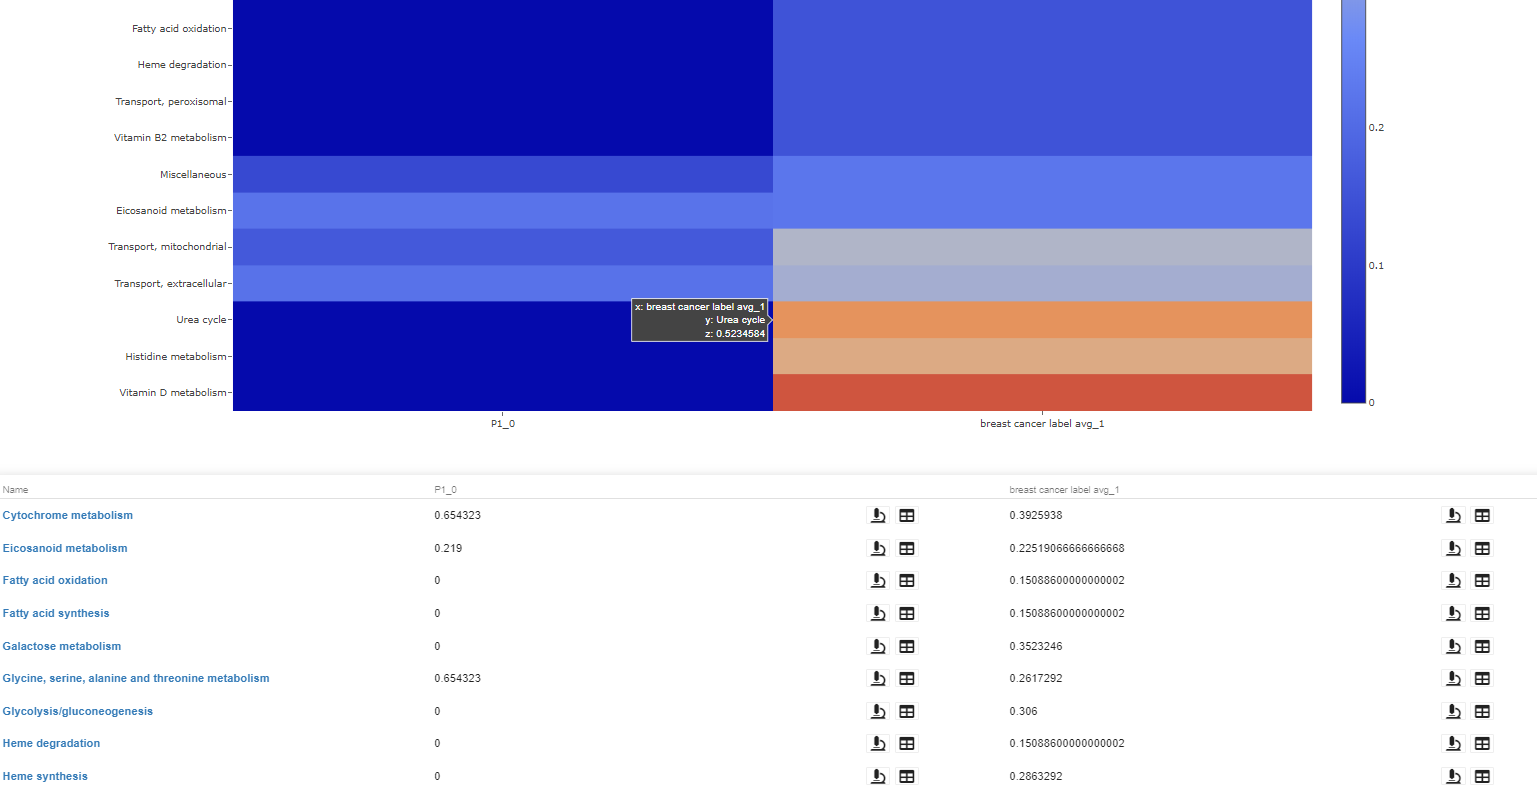 Fatty acid oxidation
Heme degradation
Transport, peroxisomal
0.2
Vitamin B2 metabolism
Miscellaneous
Eicosanoid metabolism
Transport, mitochondrial
0.1
Transport, extracellular
x: breast cancer label avg_1
Urea cycle
y: Urea cycle
z: 0.5234584
Histidine metabolism
Vitamin D metabolism
0
P1_0 breast cancer label avg_1
Name P1_0 breast cancer label avg_1
Cytochrome metabolism 0.654323 0.3925938
Eicosanoid metabolism 0.219 0.22519066666666668
Fatty acid oxidation 0 0.15088600000000002
Fatty acid synthesis 0 0.15088600000000002
Galactose metabolism 0 0.3523246
Glycine, serine, alanine and threonine metabolism 0.654323 0.2617292
Glycolysis/gluconeogenesis 0 0.306
Heme degradation 0 0.15088600000000002
Heme synthesis 0 0.2863292